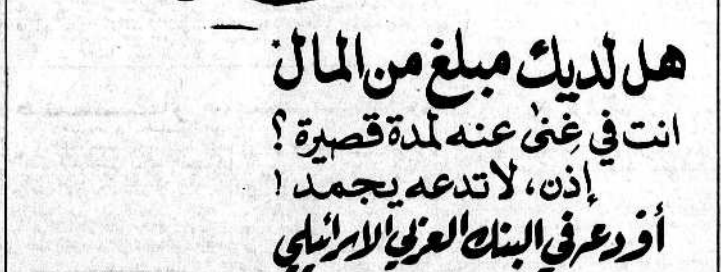 هل لديك مبلغ من المال
انت في غِنىٰ عنه لمدة قصيرة ؟
إذن، لا تدعه يجمد !
أودعه في البنك العربي الاسرائيلي